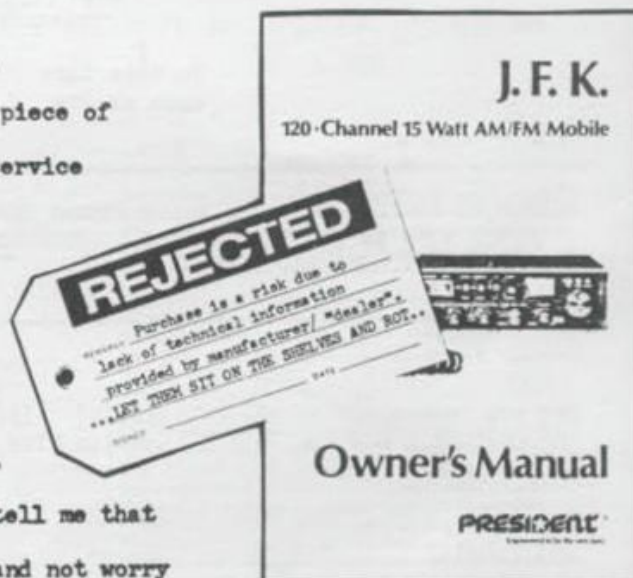 piece of
ervice
tell me that
and not worry
REJECTED
Purchase is a risk due to
lack of technical information
provided by manufacturer/ "dealer".
...LET THEM SIT ON THE SHELVES AND ROT..
Date
J. F. K.
120-Channel 15 Watt AM/FM Mobile
Owner's Manual
PRESIDENT